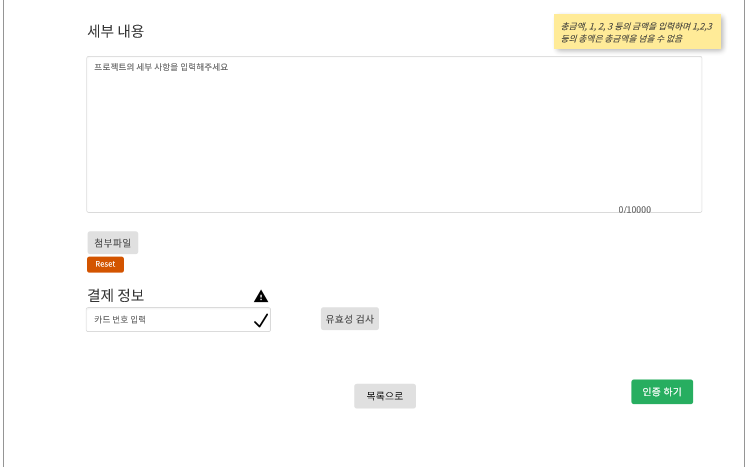 세부 내용
총금액, 1, 2, 3 등의 금액을 입력하며 1,2,3
등의 총액은 총금액을 넘을 수 없음
프로젝트의 세부 사항을 입력해주세요
0/10000
첨부파일
Reset
결제 정보
카드 번호 입력
유효성 검사
목록으로
인증 하기